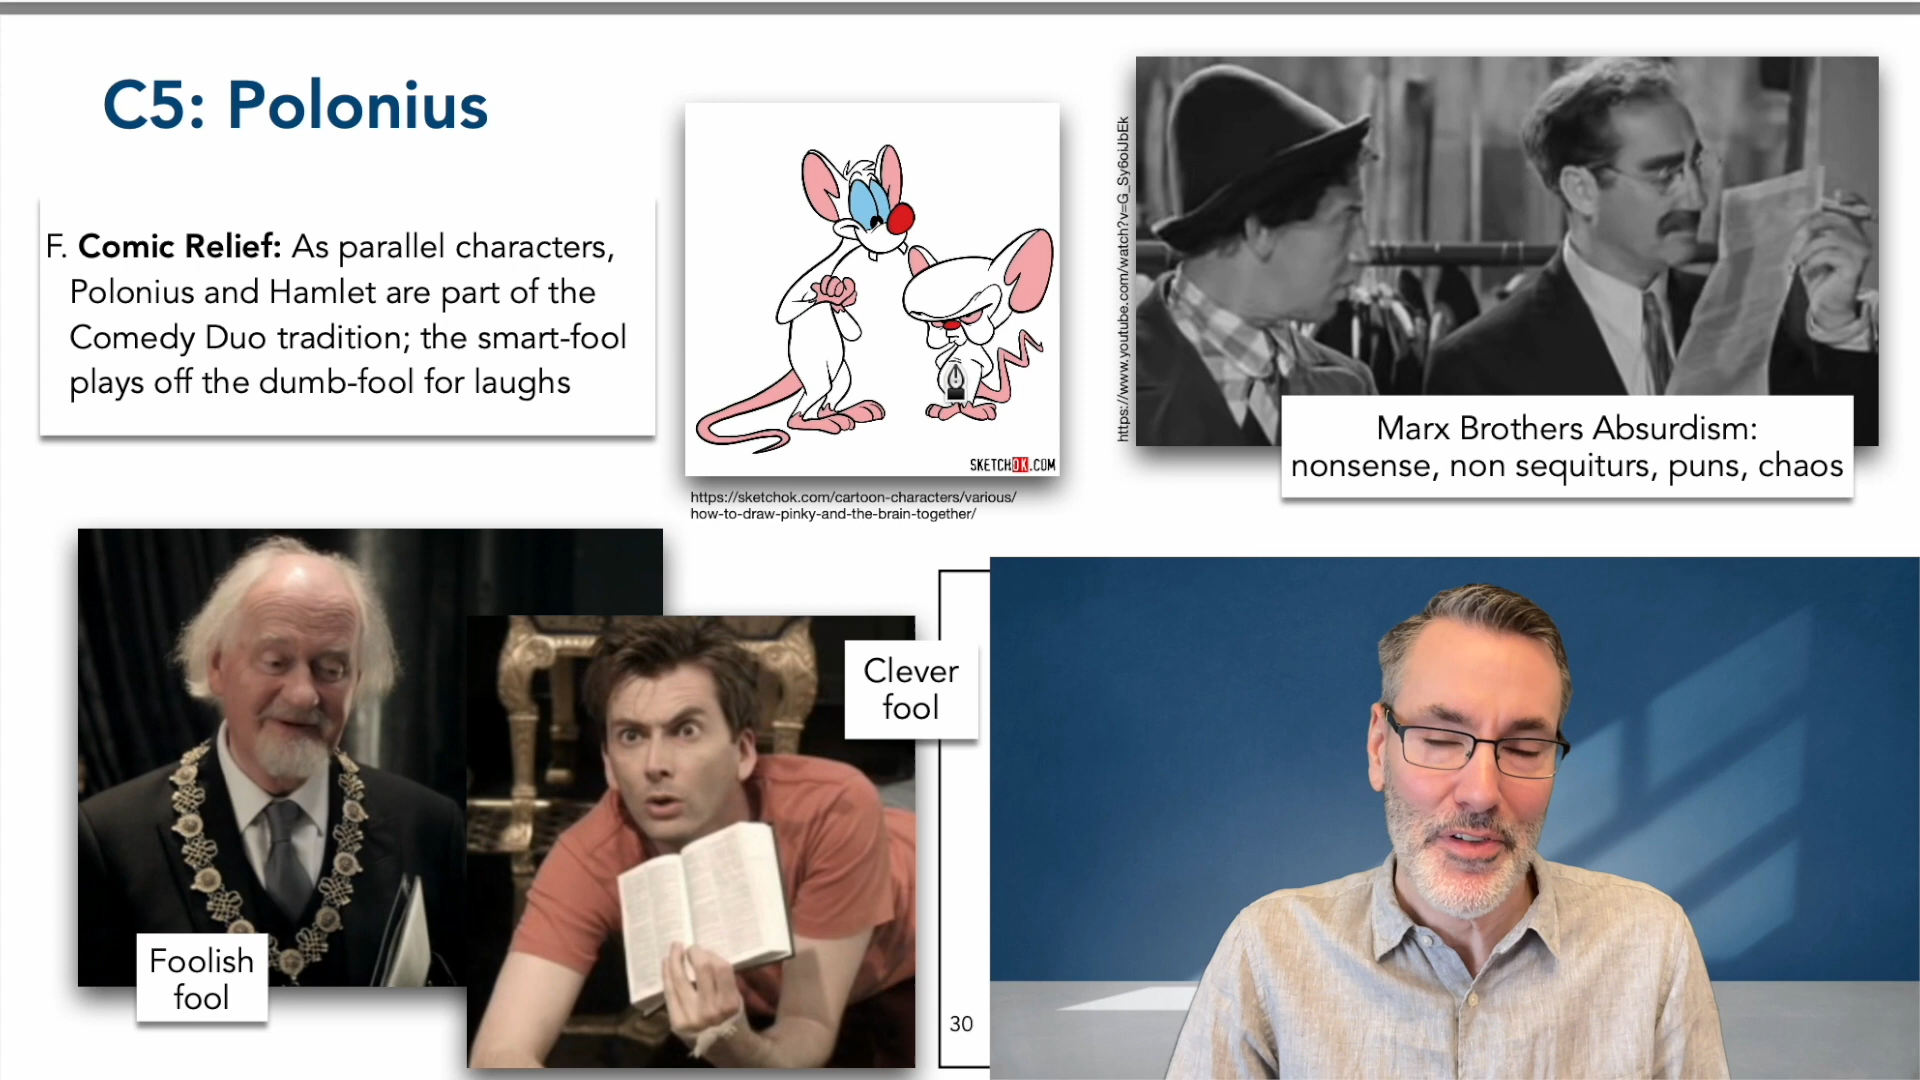 C5: Polonius
F. Comic Relief: As parallel characters,
Polonius and Hamlet are part of the
Comedy Duo tradition; the smart-fool
plays off the dumb-fool for laughs
SKETCHOK.COM
https://sketchok.com/cartoon-characters/various/
how-to-draw-pinky-and-the-brain-together/
https://www.youtube.com/watch?v=G_Sy6oiJbEk
Marx Brothers Absurdism:
nonsense, non sequiturs, puns, chaos
Foolish
fool
Clever
fool
30